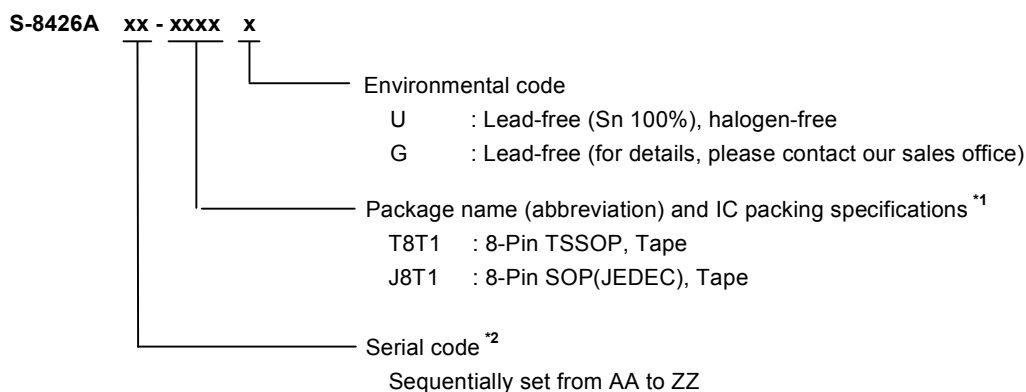 S-8426A xx - xxxx x
Environmental code
U : Lead-free (Sn 100%), halogen-free
G : Lead-free (for details, please contact our sales office)
Package name (abbreviation) and IC packing specifications *1
T8T1 : 8-Pin TSSOP, Tape
J8T1 : 8-Pin SOP(JEDEC), Tape
Serial code *2
Sequentially set from AA to ZZ